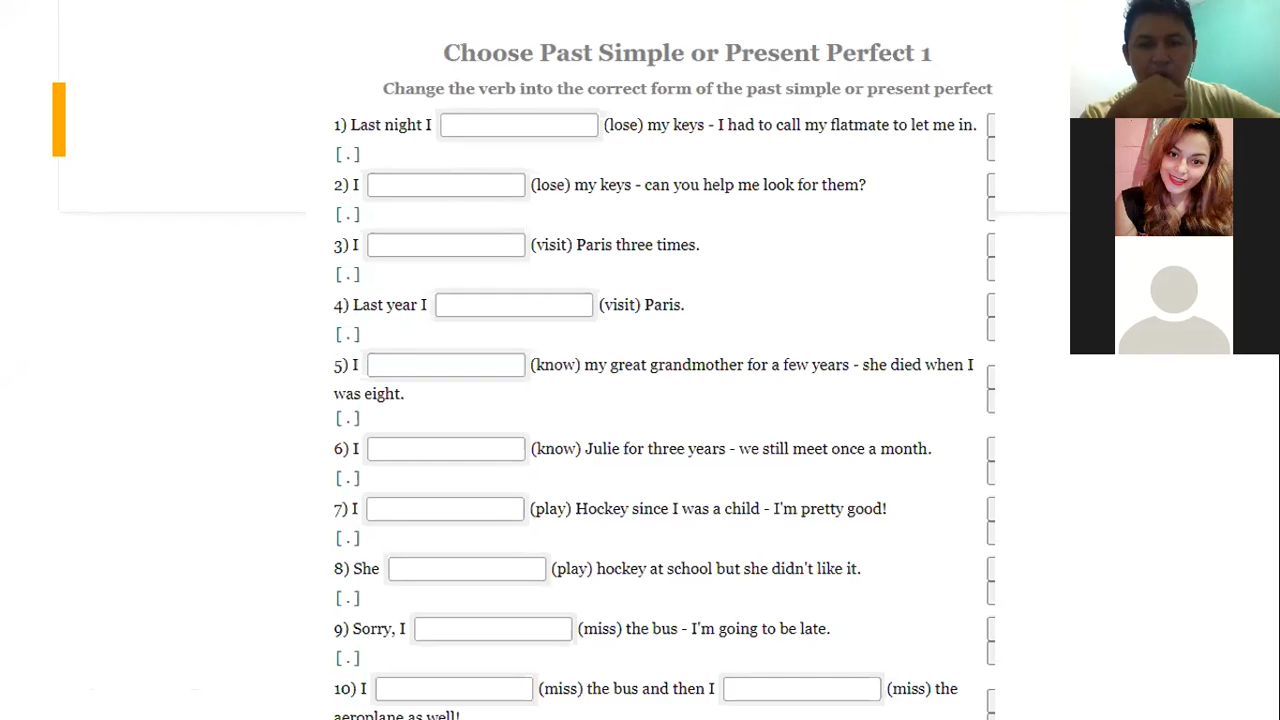 Choose Past Simple or Present Perfect 1
Change the verb into the correct form of the past simple or present perfect
1) Last night I (lose) my keys - I had to call my flatmate to let me in.
[ . ]
2) I (lose) my keys - can you help me look for them?
[ . ]
3) I (visit) Paris three times.
[ . ]
4) Last year I (visit) Paris.
[ . ]
5) I (know) my great grandmother for a few years - she died when I
was eight.
[ . ]
6) I (know) Julie for three years - we still meet once a month.
[ . ]
7) I (play) Hockey since I was a child - I'm pretty good!
[ . ]
8) She (play) hockey at school but she didn't like it.
[ . ]
9) Sorry, I (miss) the bus - I'm going to be late.
[ . ]
10) I (miss) the bus and then I (miss) the
aeroplane as well!